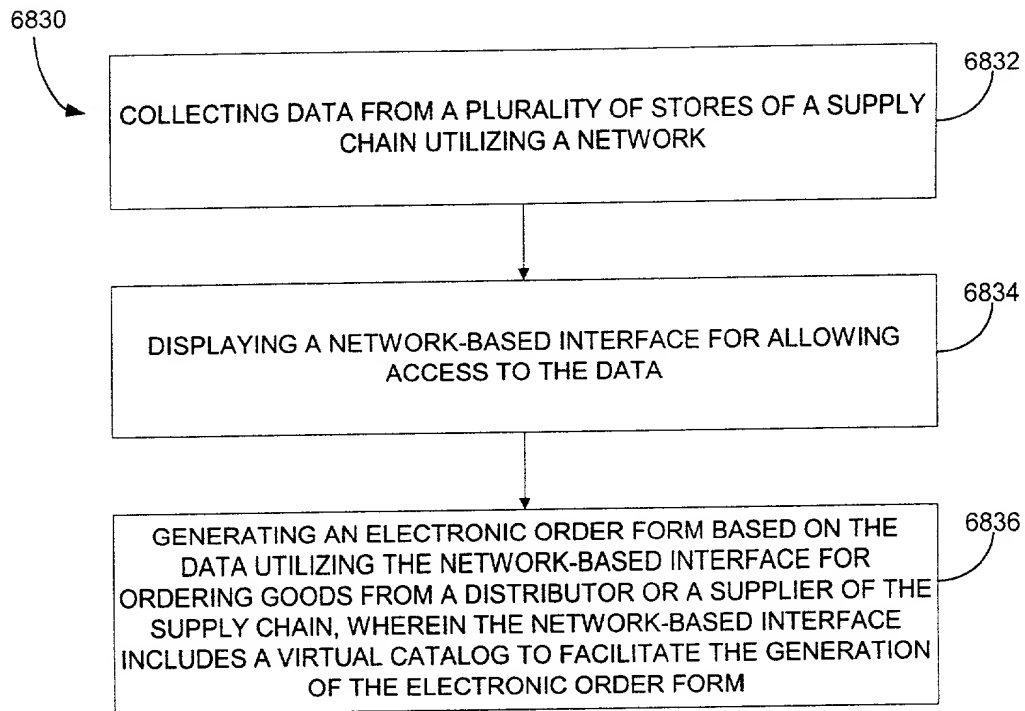 6830
6832
COLLECTING DATA FROM A PLURALITY OF STORES OF A SUPPLY
CHAIN UTILIZING A NETWORK
6834
DISPLAYING A NETWORK-BASED INTERFACE FOR ALLOWING
ACCESS TO THE DATA
6836
GENERATING AN ELECTRONIC ORDER FORM BASED ON THE
DATA UTILIZING THE NETWORK-BASED INTERFACE FOR
ORDERING GOODS FROM A DISTRIBUTOR OR A SUPPLIER OF THE
SUPPLY CHAIN, WHEREIN THE NETWORK-BASED INTERFACE
INCLUDES A VIRTUAL CATALOG TO FACILITATE THE GENERATION
OF THE ELECTRONIC ORDER FORM